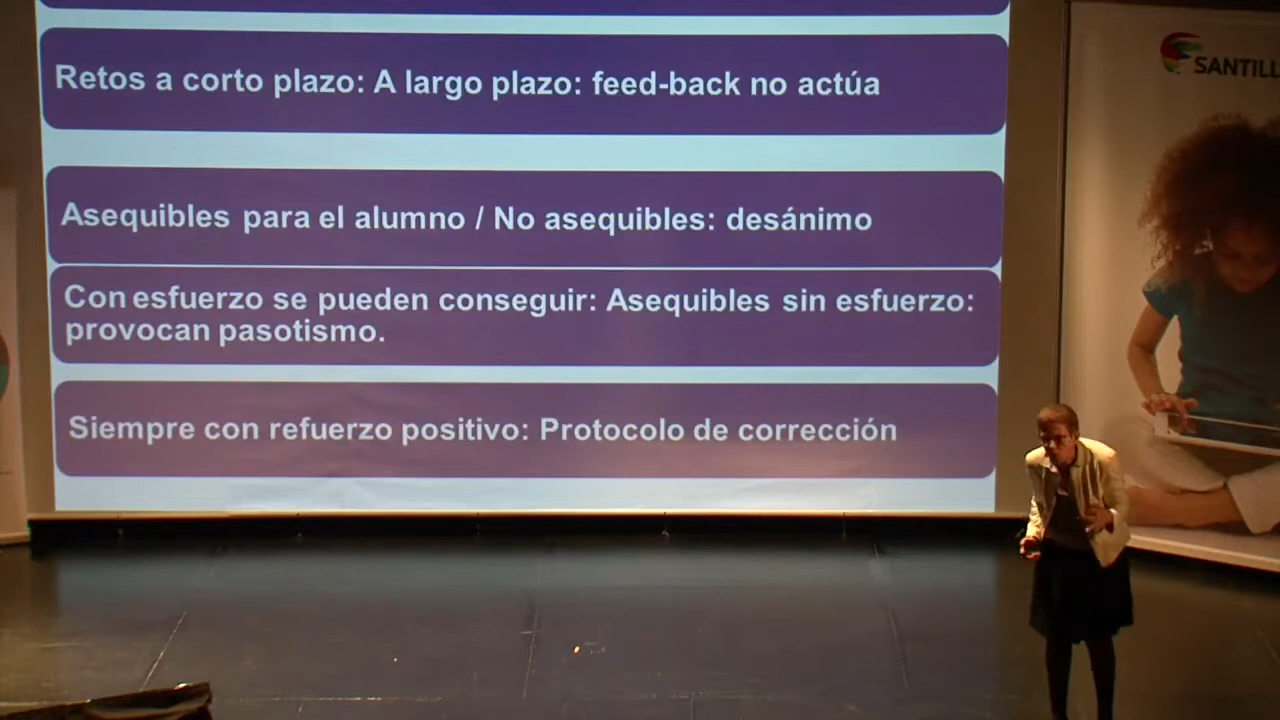 Retos a corto plazo: A largo plazo: feed-back no actúa
SANTILL
Asequibles para el alumno / No asequibles: desánimo
Con esfuerzo se pueden conseguir: Asequibles sin esfuerzo:
provocan pasotismo.
Siempre con refuerzo positivo: Protocolo de corrección